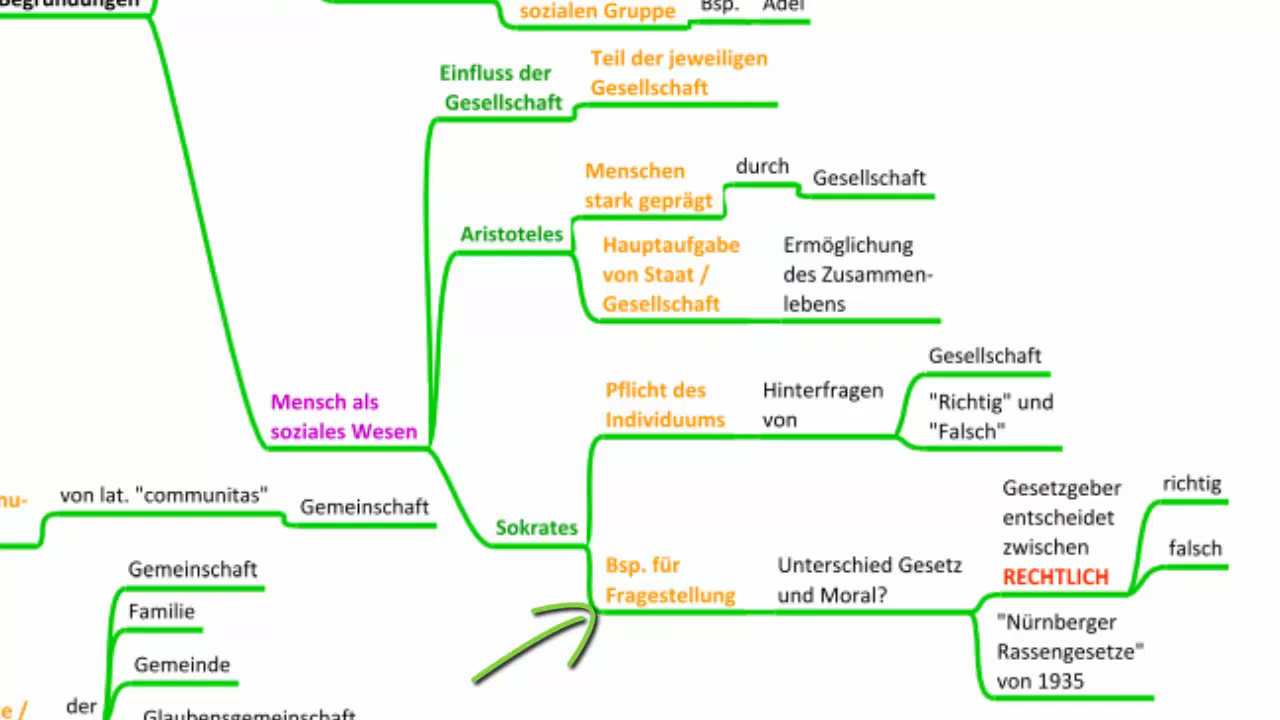 Begründungen
sozialen Gruppe
Bsp. Adel
Einfluss der
Gesellschaft
Teil der jeweiligen
Gesellschaft
Menschen
stark geprägt
durch
Gesellschaft
Aristoteles
Hauptaufgabe
von Staat /
Gesellschaft
Ermöglichung
des Zusammen-
lebens
Mensch als
soziales Wesen
Pflicht des
Individuums
Hinterfragen
von
Gesellschaft
"Richtig" und
"Falsch"
Sokrates
Bsp. für
Fragestellung
Unterschied Gesetz
und Moral?
Gesetzgeber
entscheidet
zwischen
RECHTLICH
richtig
falsch
"Nürnberger
Rassengesetze"
von 1935
von lat. "communitas"
Gemeinschaft
der
Gemeinschaft
Familie
Gemeinde
Glaubensgemeinschaft